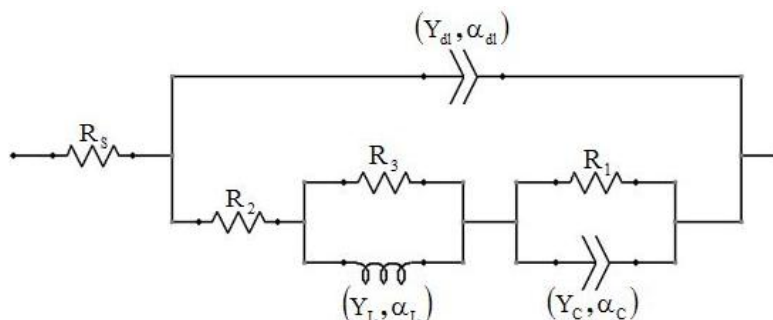 (Y_dl, α_dl)
R_s
R_3
R_1
R_2
(Y_L, α_L)
(Y_C, α_C)